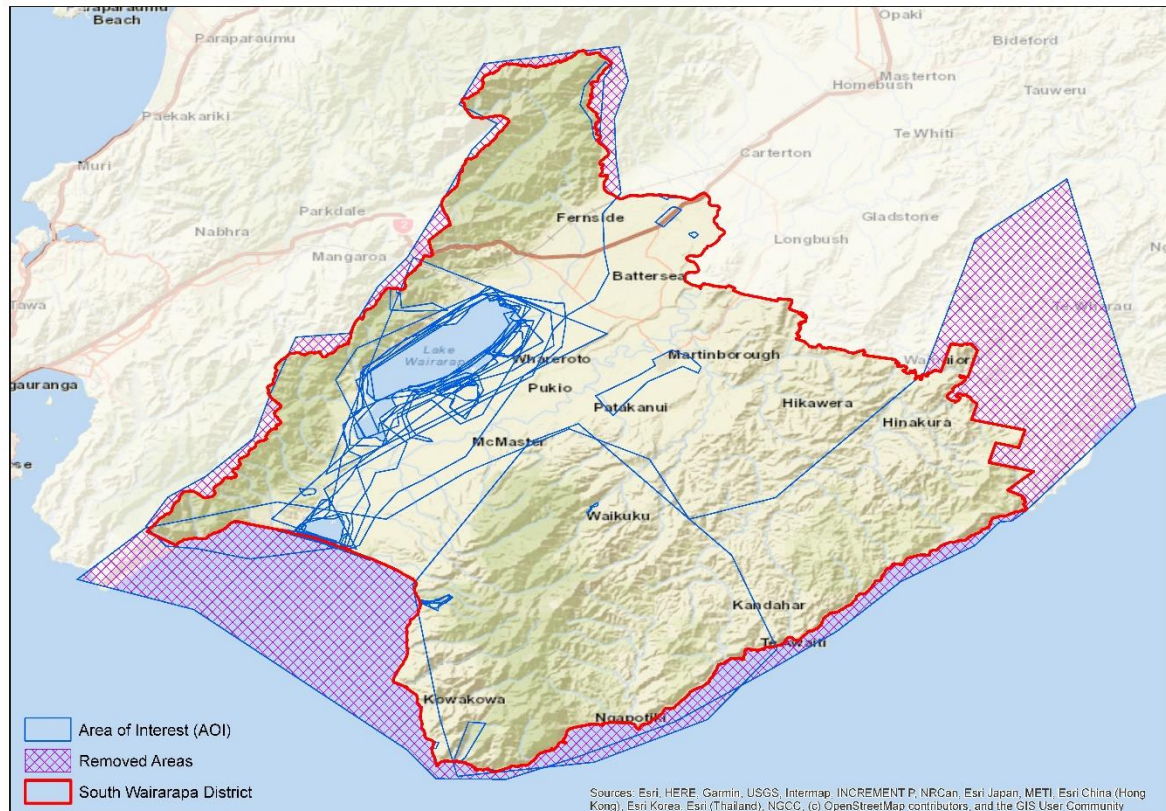 Paraparaumu
Beach
Paraparaumu
Opaki
Bideford
Masterton
Homebush
Tauweru
Paekakariki
Te Whiti
Muri
Carterton
Parkdale
2
Fernside
Gladstone
Nabhra
Longbush
Mangaroa
Battersea
Tawa
Lake
Wairarapa
Martinborough
Whareroto
gauranga
Pukio
Hikawera
Patakanui
Hinakura
McMaster
se
Waikuku
Kandahar
Te Awaiti
Kowakowa
Ngapotiki
Area of Interest (AOI)
Removed Areas
South Wairarapa District
Sources: Esri, HERE, Garmin, USGS, Intermap, INCREMENT P, NRCan, Esri Japan, METI, Esri China (Hong
Kong), Esri Korea, Esri (Thailand), NGCC, (c) OpenStreetMap contributors, and the GIS User Community